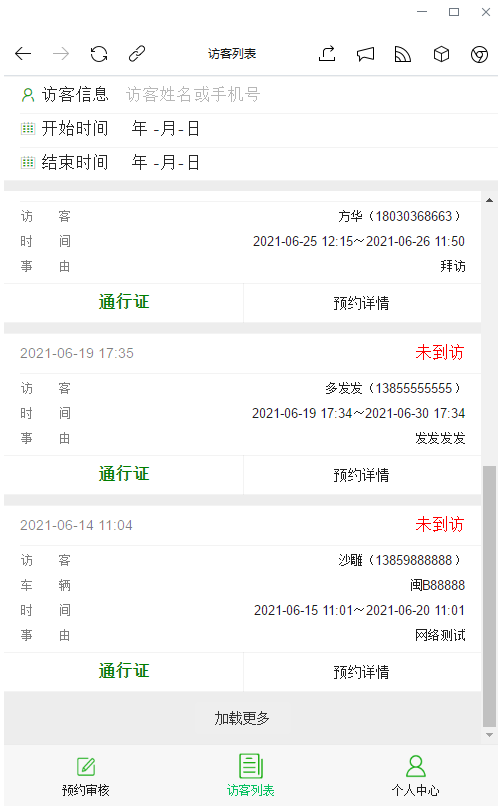 访客列表
访客信息 访客姓名或手机号
开始时间 年 -月-日
结束时间 年 -月-日
访 客 方华（18030368663）
时 间 2021-06-25 12:15～2021-06-26 11:50
事 由 拜访
通行证 预约详情
2021-06-19 17:35 未到访
访 客 多发发（13855555555）
时 间 2021-06-19 17:34～2021-06-30 17:34
事 由 发发发发
通行证 预约详情
2021-06-14 11:04 未到访
访 客 沙雕（13859888888）
车 辆 闽B88888
时 间 2021-06-15 11:01～2021-06-20 11:01
事 由 网络测试
通行证 预约详情
加载更多
预约审核 访客列表 个人中心